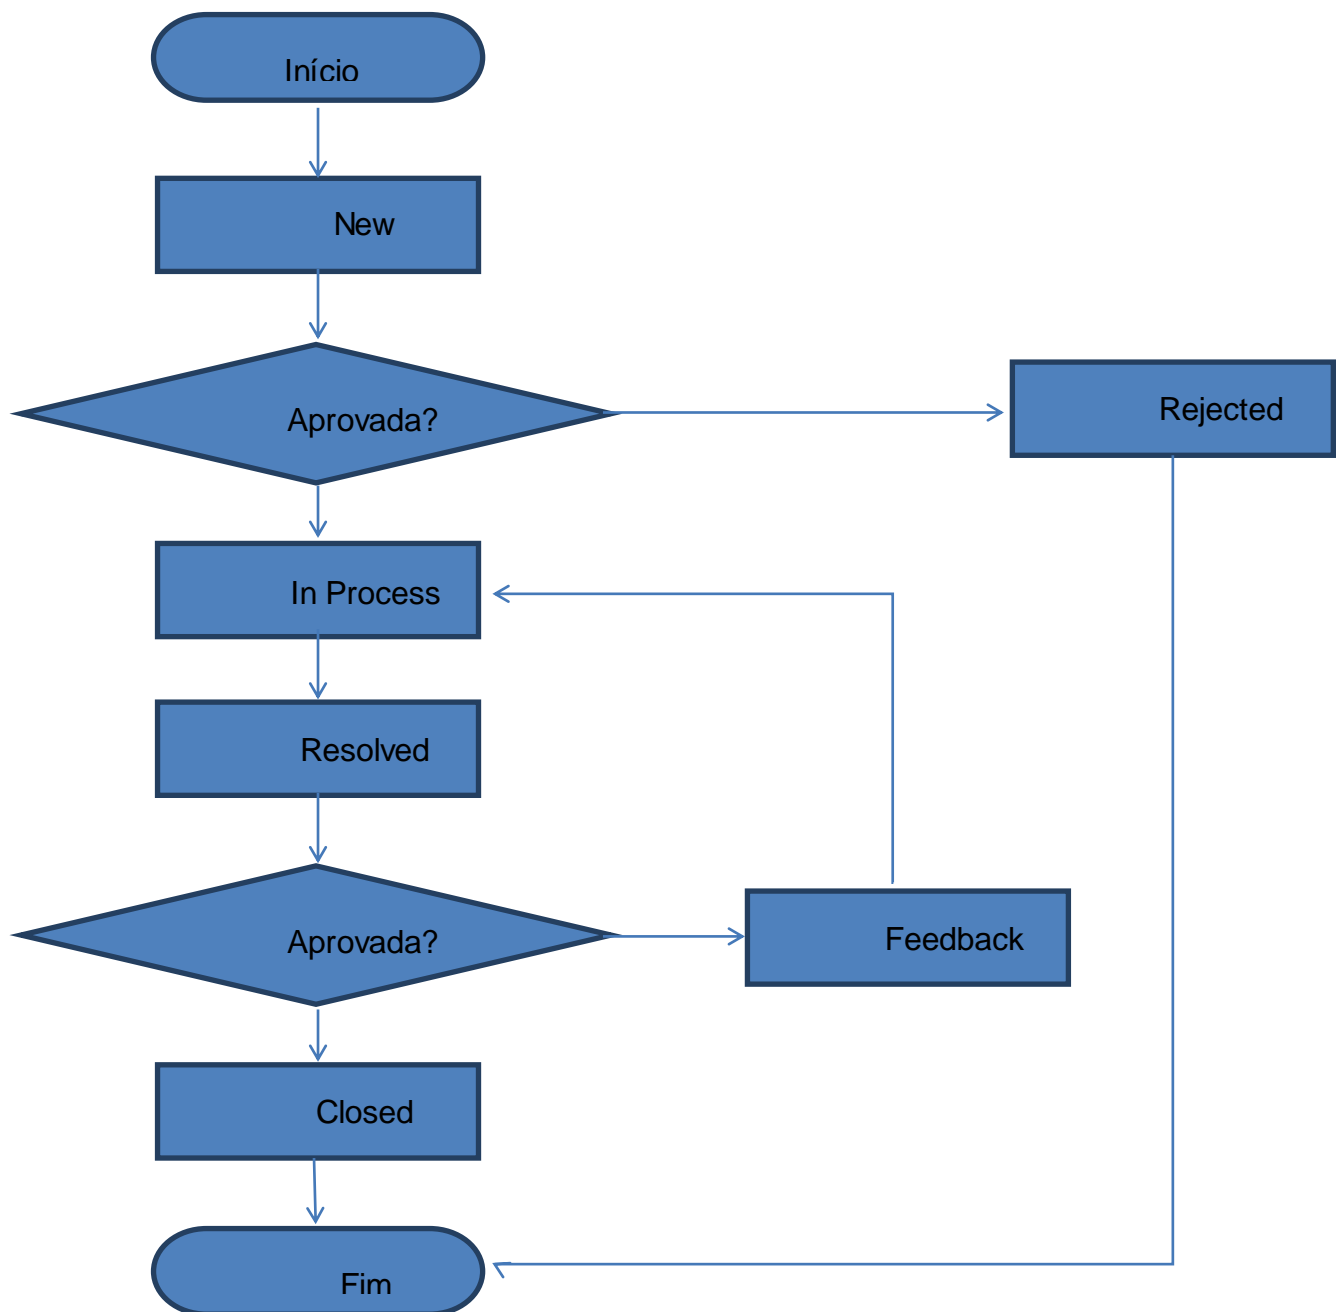 Início
New
Aprovada?
Rejected
In Process
Resolved
Aprovada?
Feedback
Closed
Fim